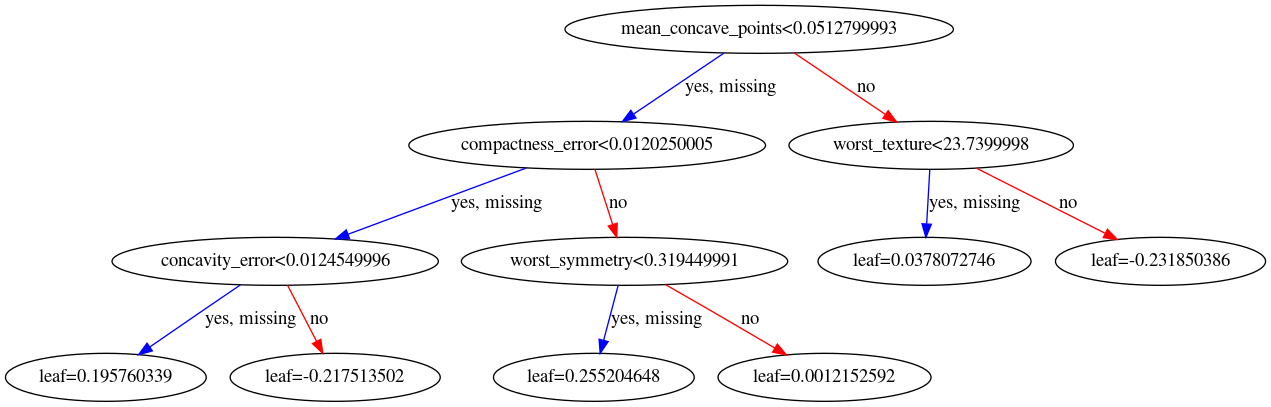 mean_concave_points<0.0512799993
yes, missing
no
compactness_error<0.0120250005
worst_texture<23.7399998
yes, missing
no
yes, missing
no
concavity_error<0.0124549996
worst_symmetry<0.319449991
leaf=0.0378072746
leaf=-0.231850386
yes, missing
no
yes, missing
no
leaf=0.195760339
leaf=-0.217513502
leaf=0.255204648
leaf=0.0012152592